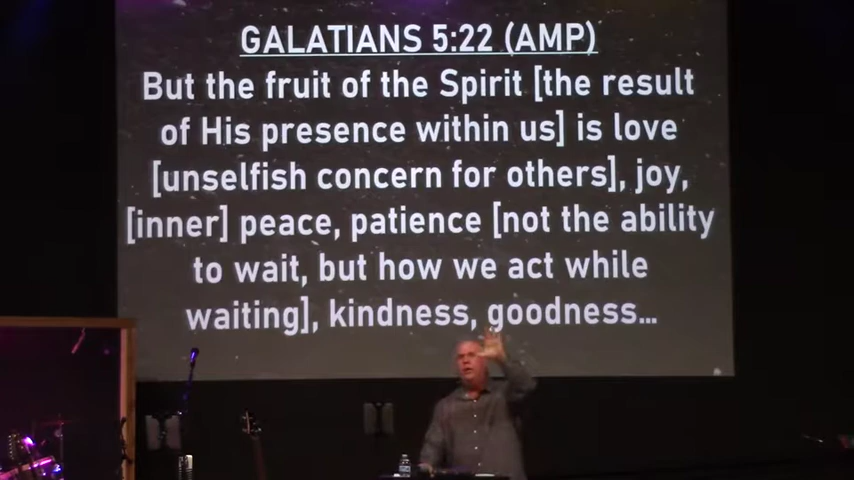 GALATIANS 5:22 (AMP)
But the fruit of the Spirit [the result
of His presence within us] is love
[unselfish concern for others], joy,
[inner] peace, patience [not the ability
to wait, but how we act while
waiting], kindness, goodness...